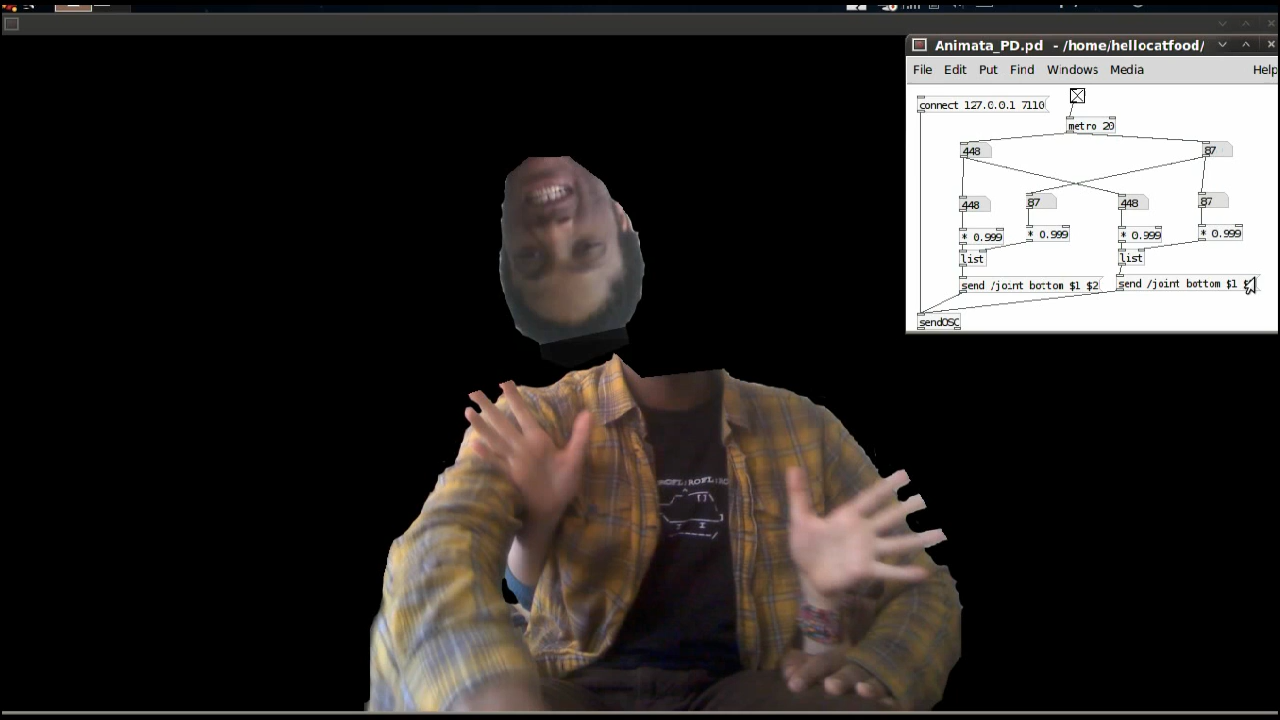 Animata_PD.pd - /home/hellocatfood/
File Edit Put Find Windows Media Help
connect 127.0.0.1 7110
metro 20
448 87
448 87 448 87
* 0.999 * 0.999 * 0.999 * 0.999
list list
send /joint bottom $1 $2 send /joint bottom $1
sendOSC